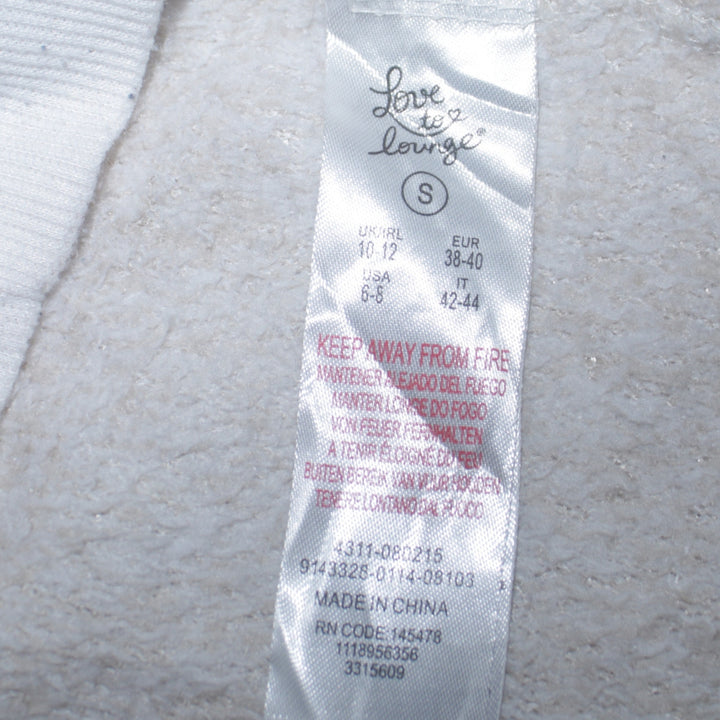 Love
to
lounge®
S
UK/IRL
10-12
EUR
38-40
USA
6-8
IT
42-44
KEEP AWAY FROM FIRE
MANTENER ALEJADO DEL FUEGO
MANTER LONGE DO FOGO
VON FEUER FERNHALTEN
A TENIR ÉLOIGNÉ DU FEU
BUITEN BEREIK VAN VUUR HOUDEN
TENERE LONTANO DAL FUOCO
4311-080215
9143328-0114-08103
MADE IN CHINA
RN CODE:145478
1118956356
3315609